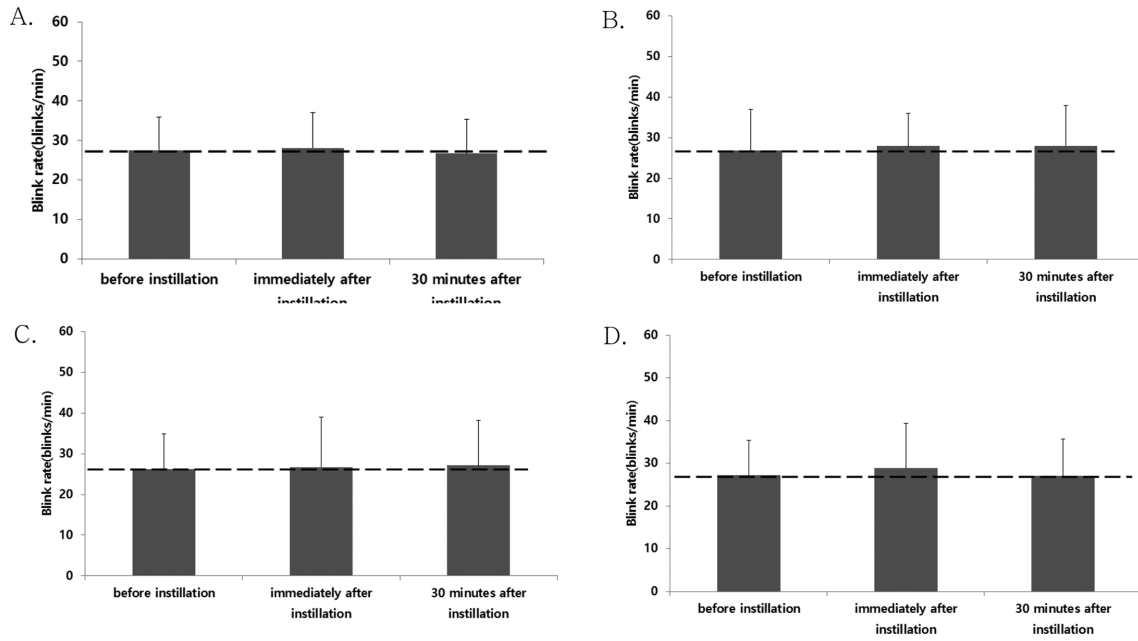 A.
60
50
40
30
20
10
0
Blink rate(blinks/min)
before instillation
immediately after
instillation
30 minutes after
instillation
B.
60
50
40
30
20
10
0
Blink rate(blinks/min)
before instillation
immediately after
instillation
30 minutes after
instillation
C.
60
50
40
30
20
10
0
Blink rate(blinks/min)
before instillation
immediately after
instillation
30 minutes after
instillation
D.
60
50
40
30
20
10
0
Blink rate(blinks/min)
before instillation
immediately after
instillation
30 minutes after
instillation